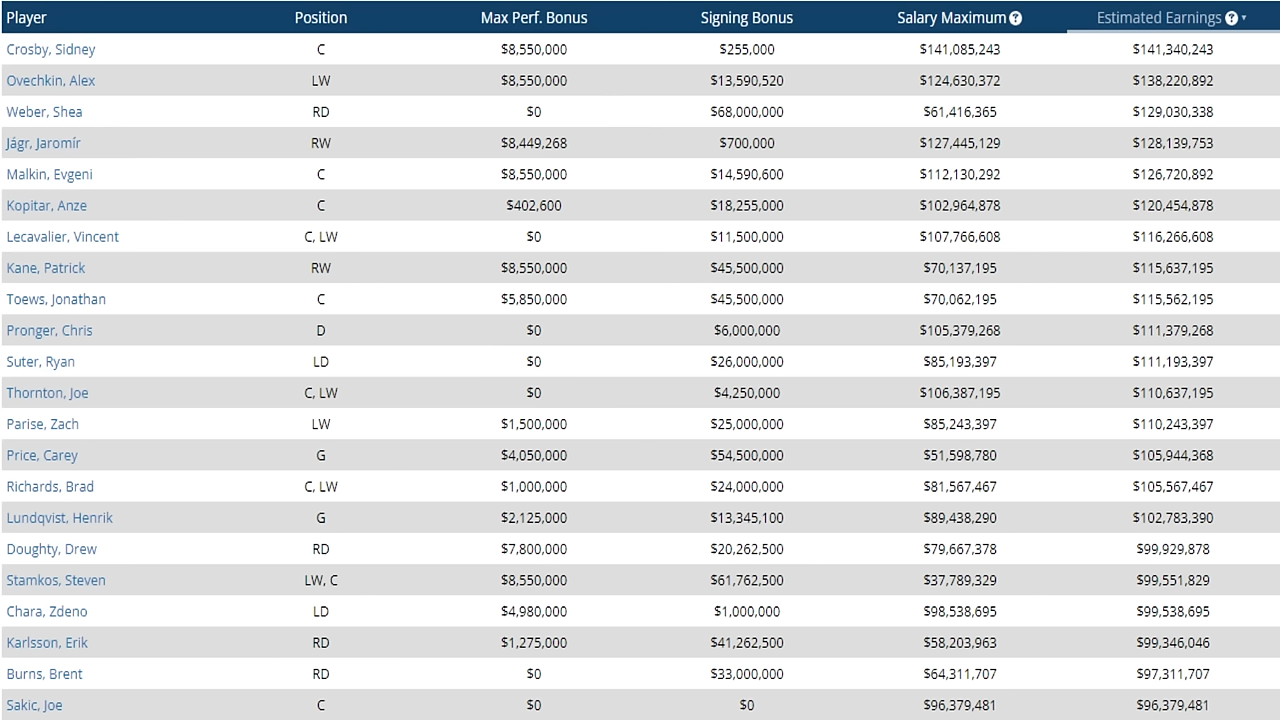 Player Position Max Perf. Bonus Signing Bonus Salary Maximum ? Estimated Earnings ? ▾
Crosby, Sidney C $8,550,000 $255,000 $141,085,243 $141,340,243
Ovechkin, Alex LW $8,550,000 $13,590,520 $124,630,372 $138,220,892
Weber, Shea RD $0 $68,000,000 $61,416,365 $129,030,338
Jágr, Jaromír RW $8,449,268 $700,000 $127,445,129 $128,139,753
Malkin, Evgeni C $8,550,000 $14,590,600 $112,130,292 $126,720,892
Kopitar, Anze C $402,600 $18,255,000 $102,964,878 $120,454,878
Lecavalier, Vincent C, LW $0 $11,500,000 $107,766,608 $116,266,608
Kane, Patrick RW $8,550,000 $45,500,000 $70,137,195 $115,637,195
Toews, Jonathan C $5,850,000 $45,500,000 $70,062,195 $115,562,195
Pronger, Chris D $0 $6,000,000 $105,379,268 $111,379,268
Suter, Ryan LD $0 $26,000,000 $85,193,397 $111,193,397
Thornton, Joe C, LW $0 $4,250,000 $106,387,195 $110,637,195
Parise, Zach LW $1,500,000 $25,000,000 $85,243,397 $110,243,397
Price, Carey G $4,050,000 $54,500,000 $51,598,780 $105,944,368
Richards, Brad C, LW $1,000,000 $24,000,000 $81,567,467 $105,567,467
Lundqvist, Henrik G $2,125,000 $13,345,100 $89,438,290 $102,783,390
Doughty, Drew RD $7,800,000 $20,262,500 $79,667,378 $99,929,878
Stamkos, Steven LW, C $8,550,000 $61,762,500 $37,789,329 $99,551,829
Chara, Zdeno LD $4,980,000 $1,000,000 $98,538,695 $99,538,695
Karlsson, Erik RD $1,275,000 $41,262,500 $58,203,963 $99,346,046
Burns, Brent RD $0 $33,000,000 $64,311,707 $97,311,707
Sakic, Joe C $0 $0 $96,379,481 $96,379,481